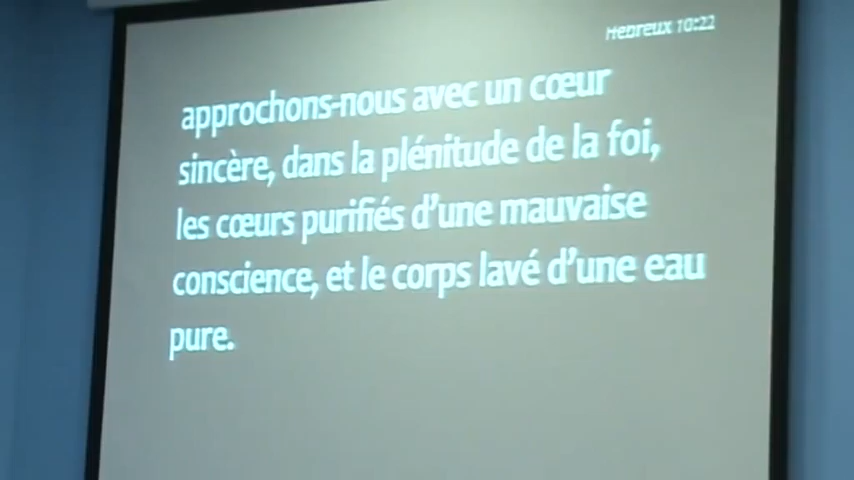 Hébreux 10:22
approchons-nous avec un cœur
sincère, dans la plénitude de la foi,
les cœurs purifiés d'une mauvaise
conscience, et le corps lavé d'une eau
pure.